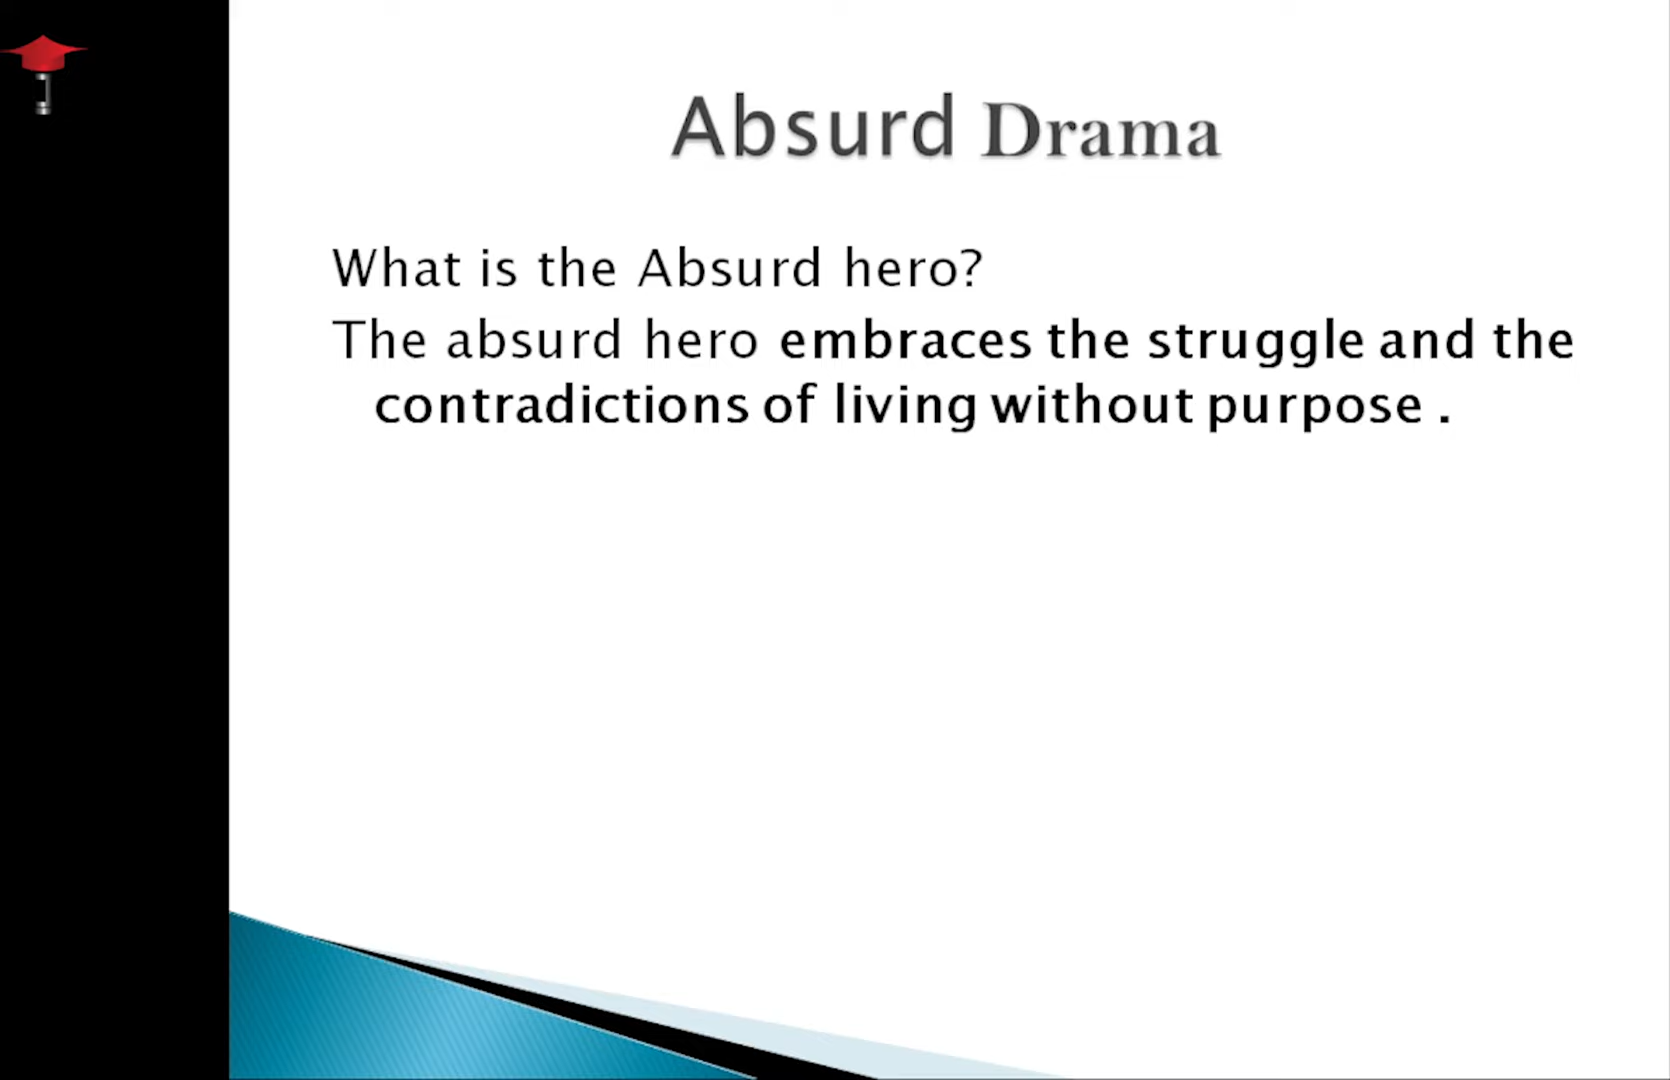 Absurd Drama
What is the Absurd hero?
The absurd hero embraces the struggle and the
contradictions of living without purpose .